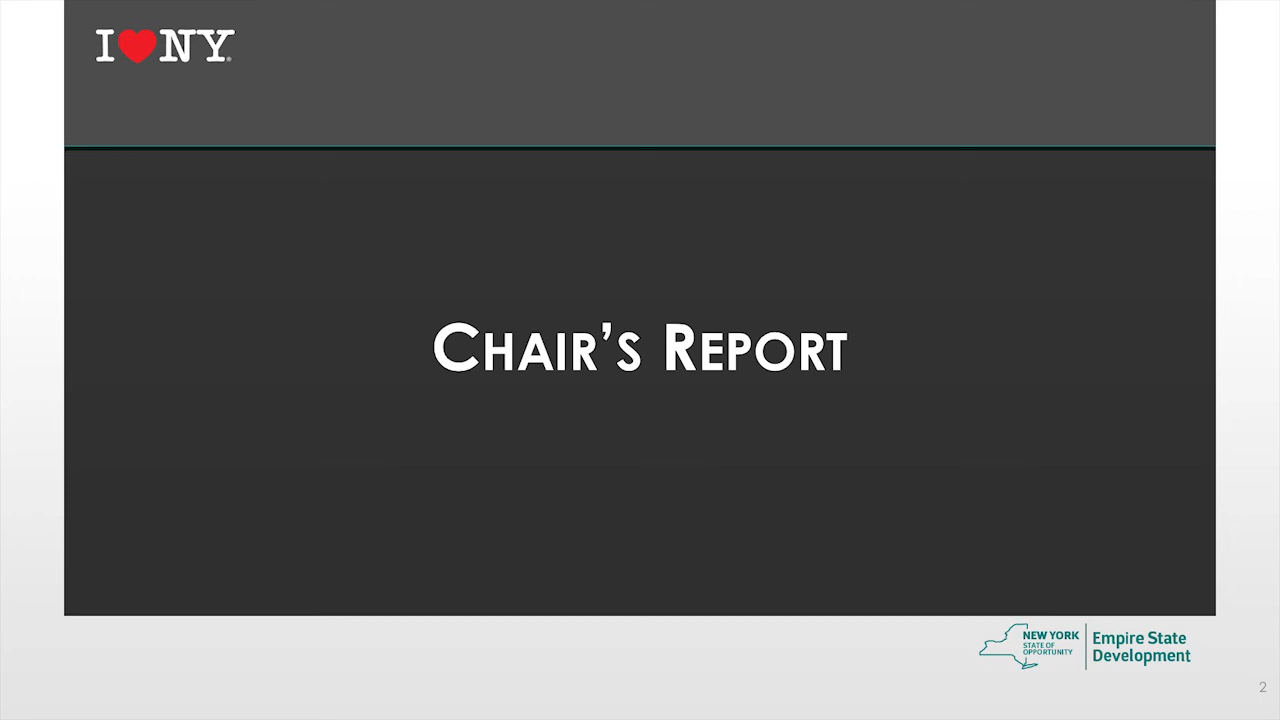 I❤NY®
CHAIR’S REPORT
NEW YORK
STATE OF
OPPORTUNITY
Empire State
Development
2